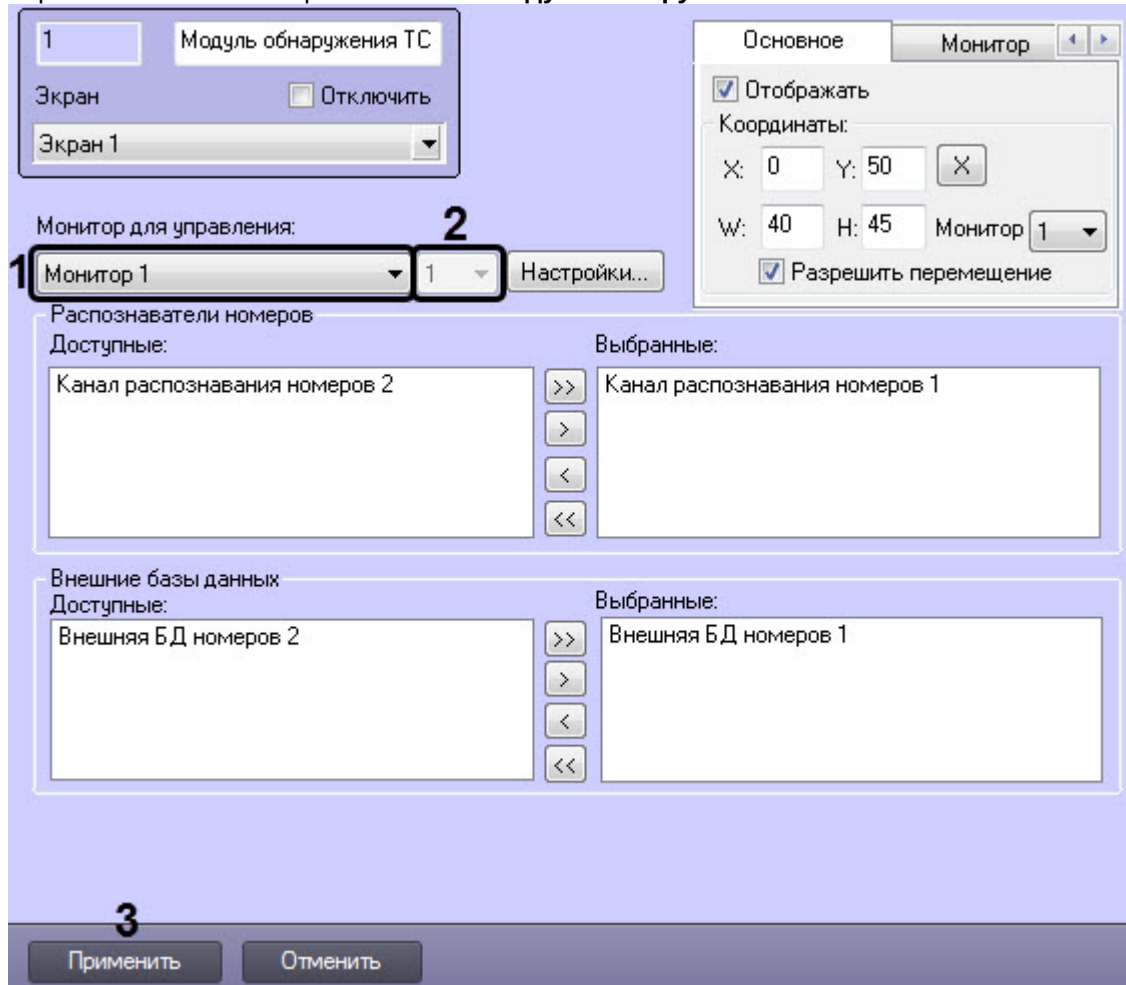 1 Модуль обнаружения ТС
Экран Отключить
Экран 1
Основное Монитор
Отображать
Координаты:
X: 0 Y: 50 X
W: 40 H: 45 Монитор 1
Разрешить перемещение
Монитор для управления: 2
1 Монитор 1 1 Настройки...
Распознаватели номеров
Доступные: Выбранные:
Канал распознавания номеров 2 >> Канал распознавания номеров 1
>
<
<<
Внешние базы данных
Доступные: Выбранные:
Внешняя БД номеров 2 >> Внешняя БД номеров 1
>
<
<<
3
Применить Отменить